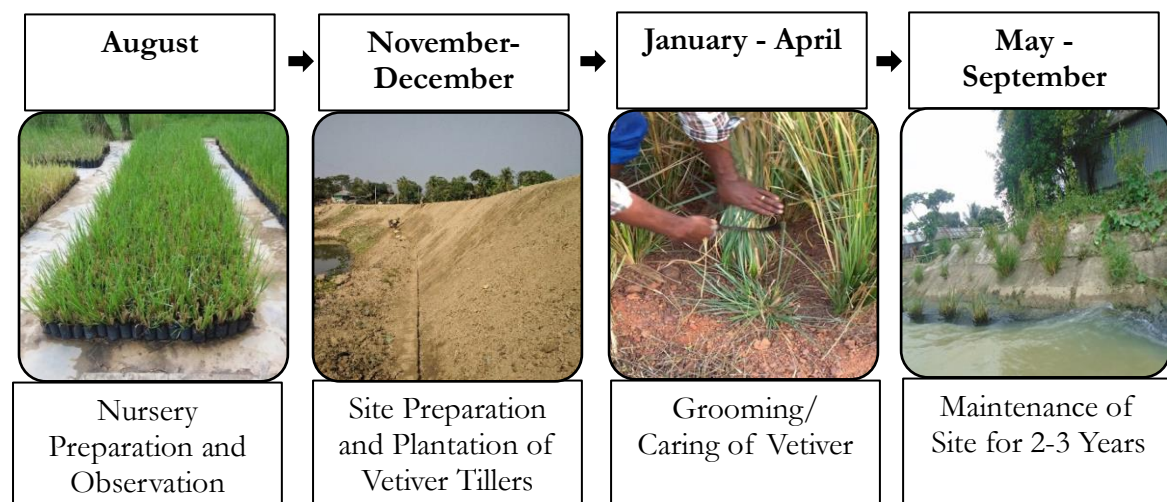 August
November-
December
January - April
May -
September
Nursery
Preparation and
Observation
Site Preparation
and Plantation of
Vetiver Tillers
Grooming/
Caring of Vetiver
Maintenance of
Site for 2-3 Years